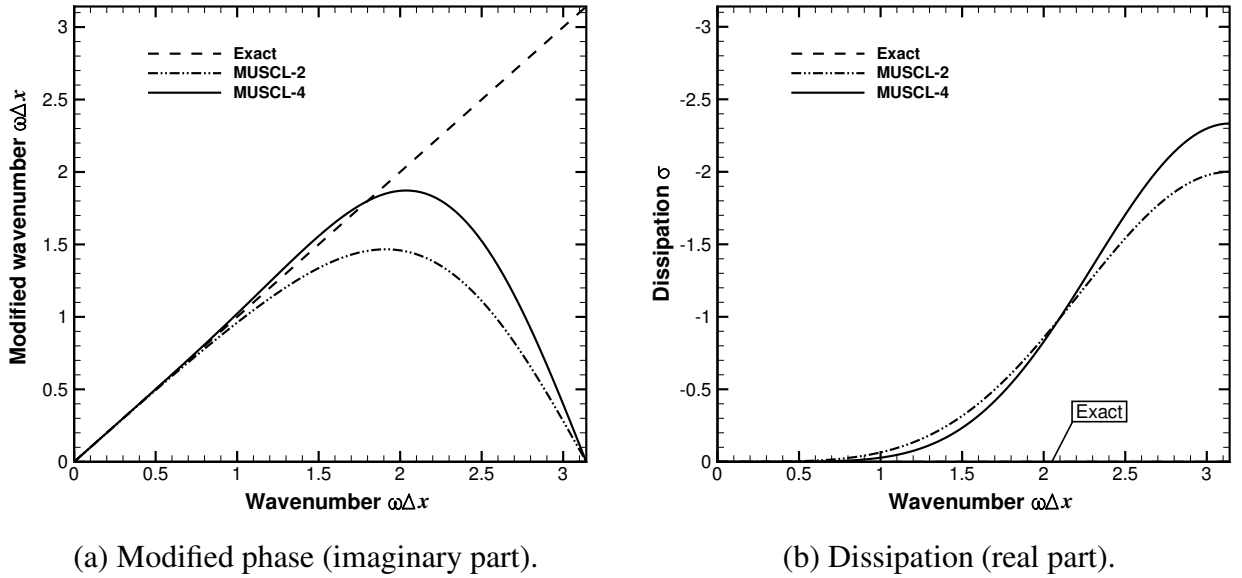 3
2.5
2
1.5
1
0.5
0
Modified wavenumber ωΔx
Exact
MUSCL-2
MUSCL-4
0 0.5 1 1.5 2 2.5 3
Wavenumber ωΔx
(a) Modified phase (imaginary part).
-3
-2.5
-2
-1.5
-1
-0.5
0
Dissipation σ
Exact
MUSCL-2
MUSCL-4
Exact
0 0.5 1 1.5 2 2.5 3
Wavenumber ωΔx
(b) Dissipation (real part).